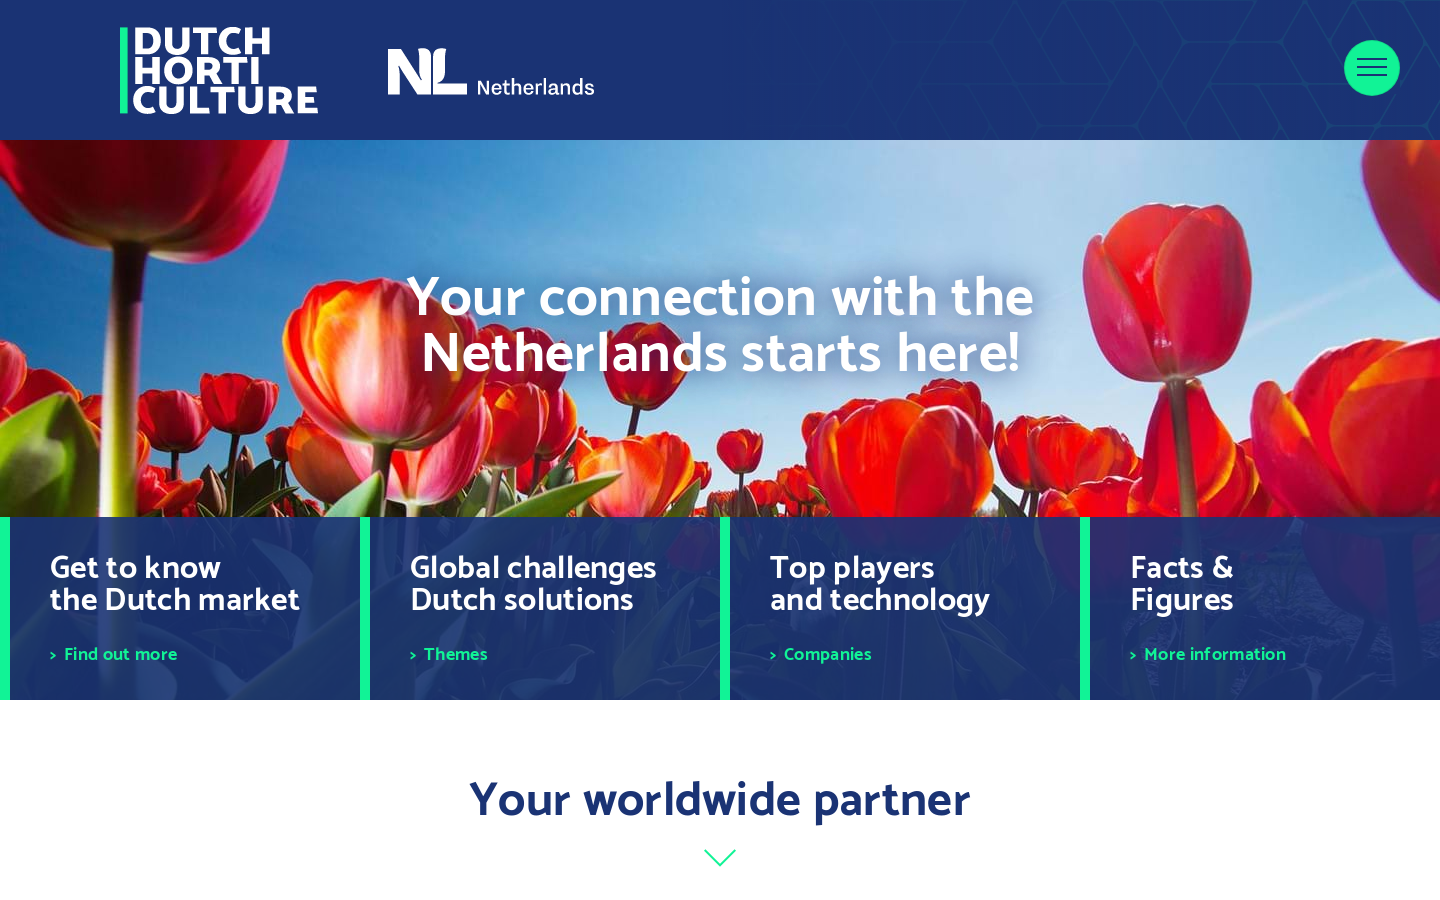 DUTCH
HORTI
CULTURE
NL Netherlands
Your connection with the
Netherlands starts here!
Get to know
the Dutch market
> Find out more
Global challenges
Dutch solutions
> Themes
Top players
and technology
> Companies
Facts &
Figures
> More information
Your worldwide partner